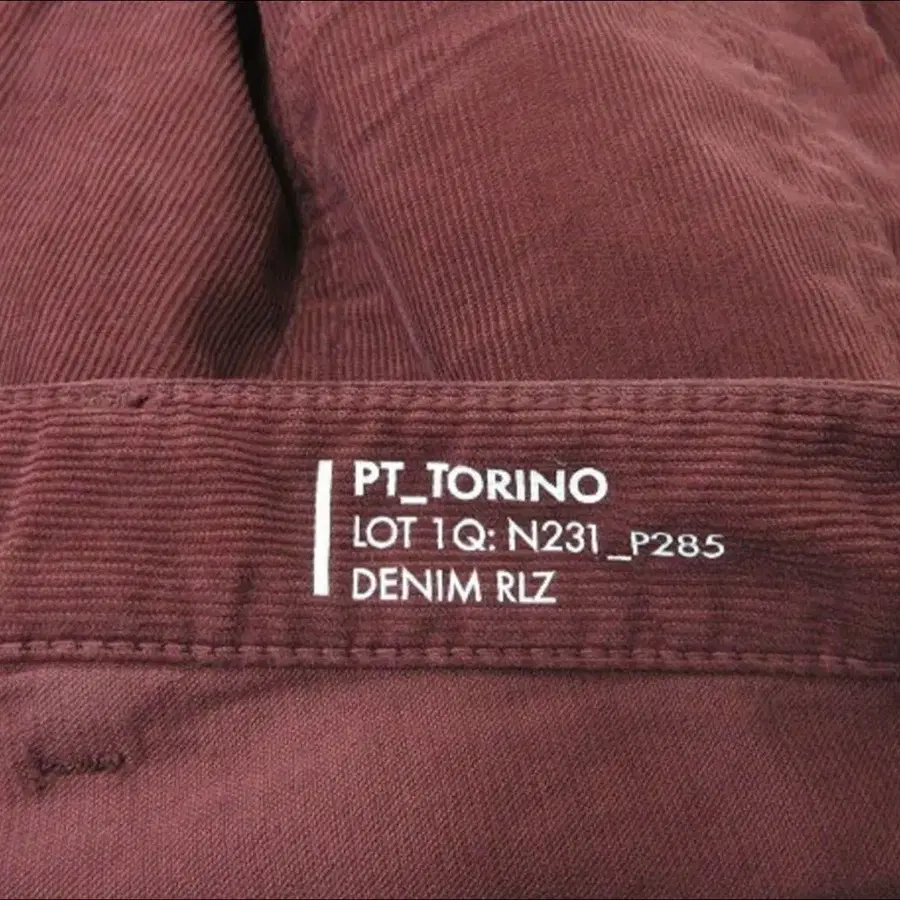 PT_TORINO
LOT 1Q: N231_P285
DENIM RLZ